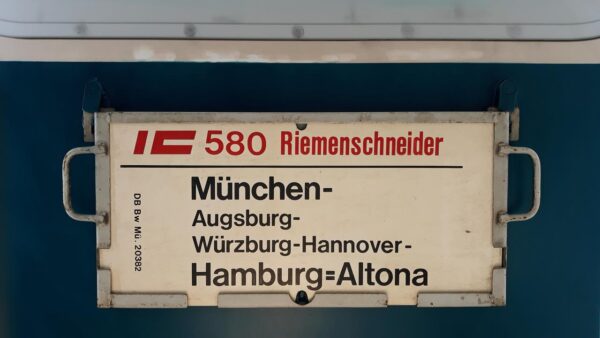 IC 580 Riemenschneider
München-
Augsburg-
Würzburg-Hannover-
Hamburg=Altona
DB Bw Mü. 20382